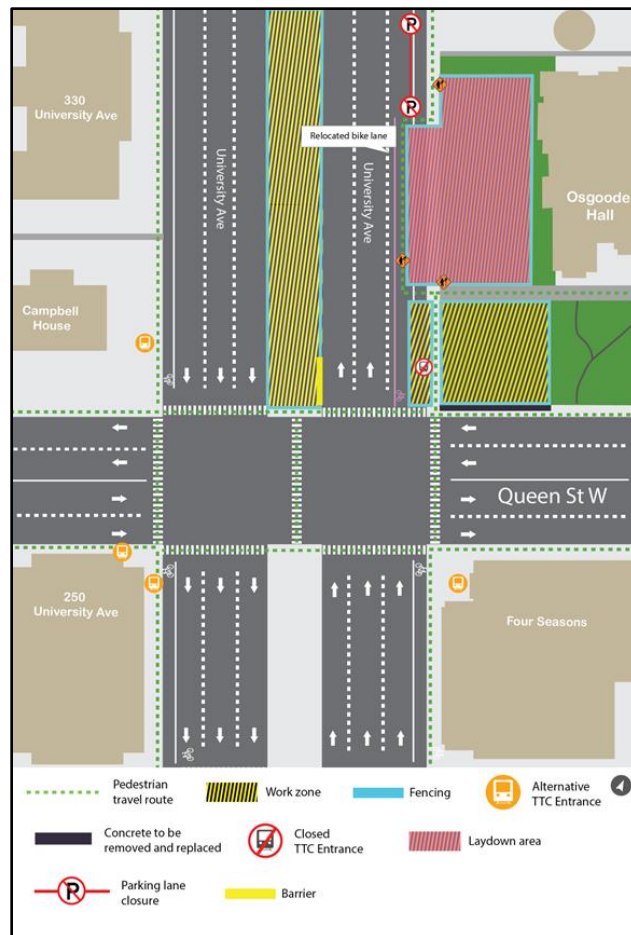 330
University Ave
P
P
Relocated bike lane
University Ave
University Ave
Osgoode
Hall
Campbell
House
Queen St W
250
University Ave
Four Seasons
Pedestrian
travel route
Work zone
Fencing
Alternative
TTC Entrance
Concrete to be
removed and replaced
Closed
TTC Entrance
Laydown area
P
Parking lane
closure
Barrier